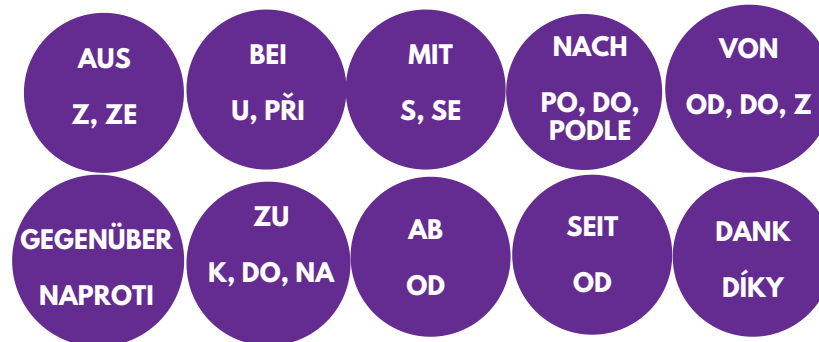 AUS
Z, ZE
BEI
U, PŘI
MIT
S, SE
NACH
PO, DO,
PODLE
VON
OD, DO, Z
GEGENÜBER
NAPROTI
ZU
K, DO, NA
AB
OD
SEIT
OD
DANK
DÍKY